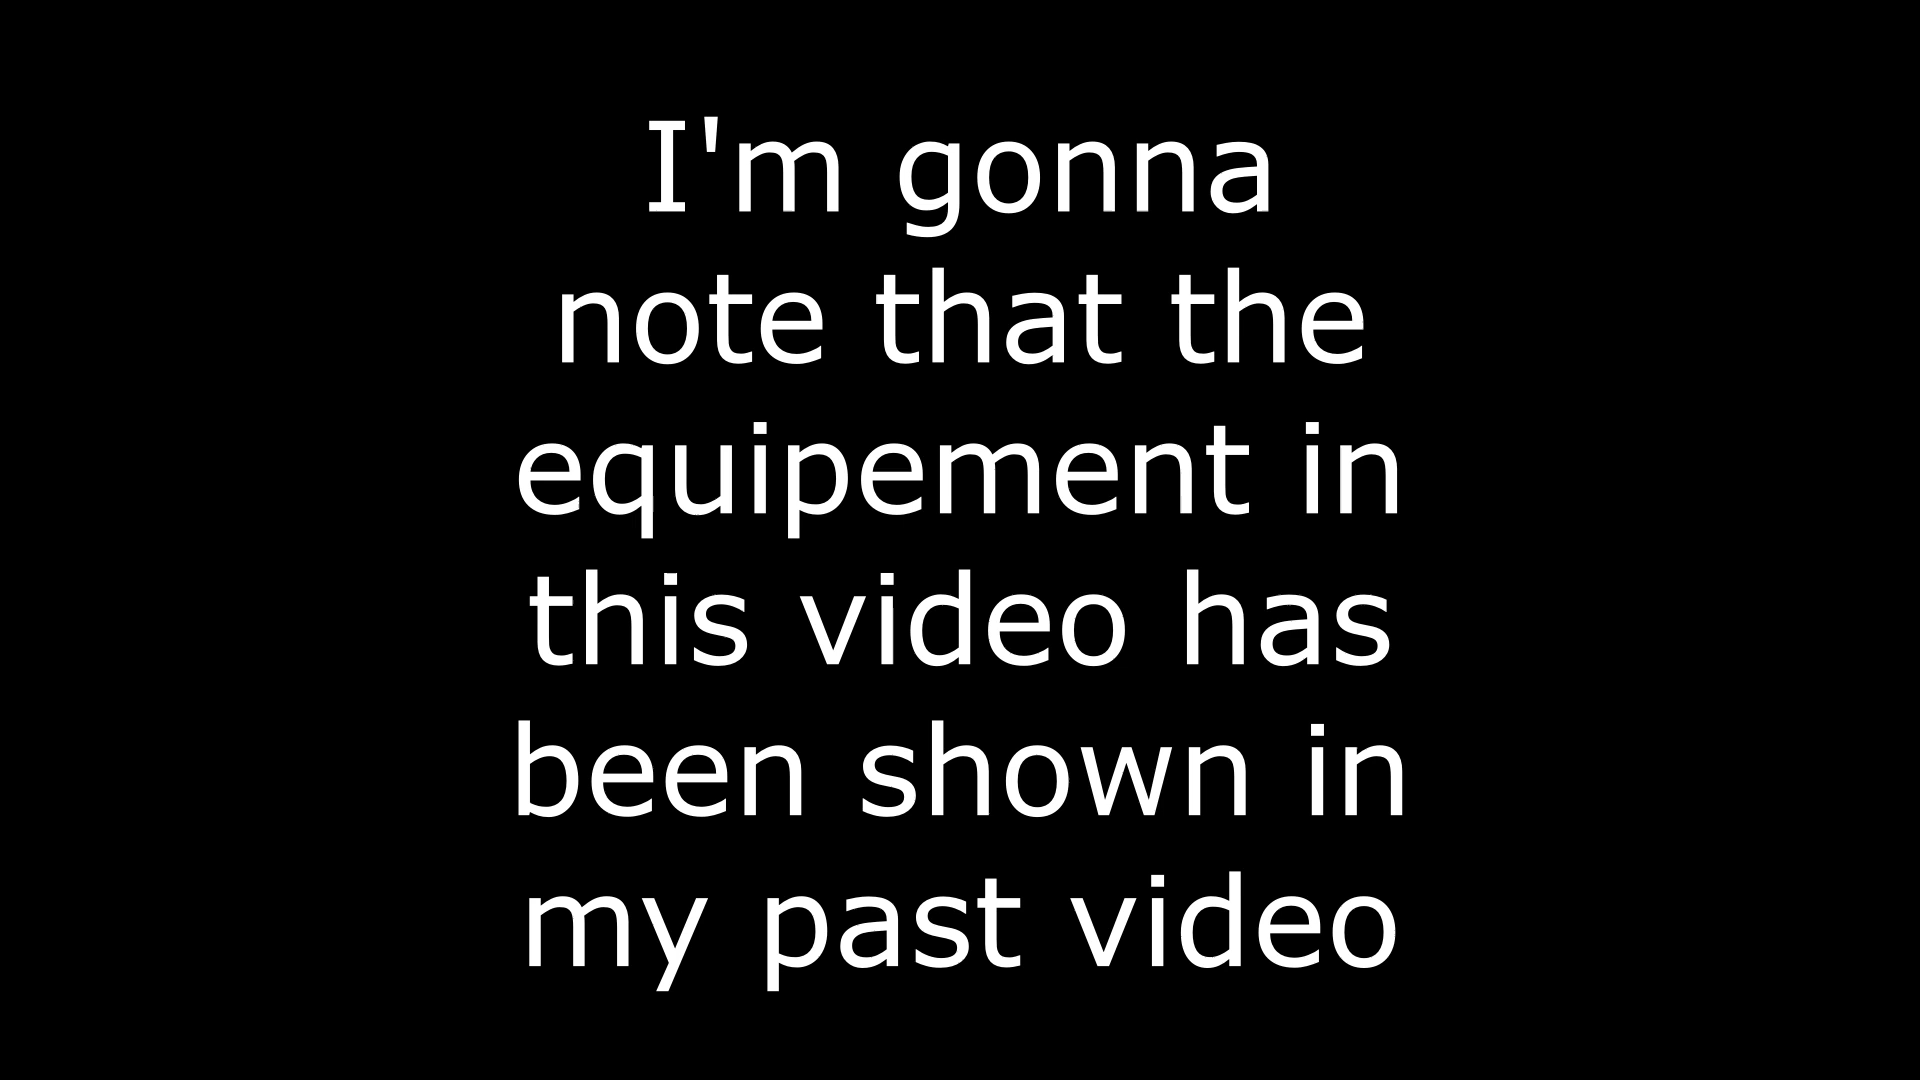 I'm gonna
note that the
equipement in
this video has
been shown in
my past video